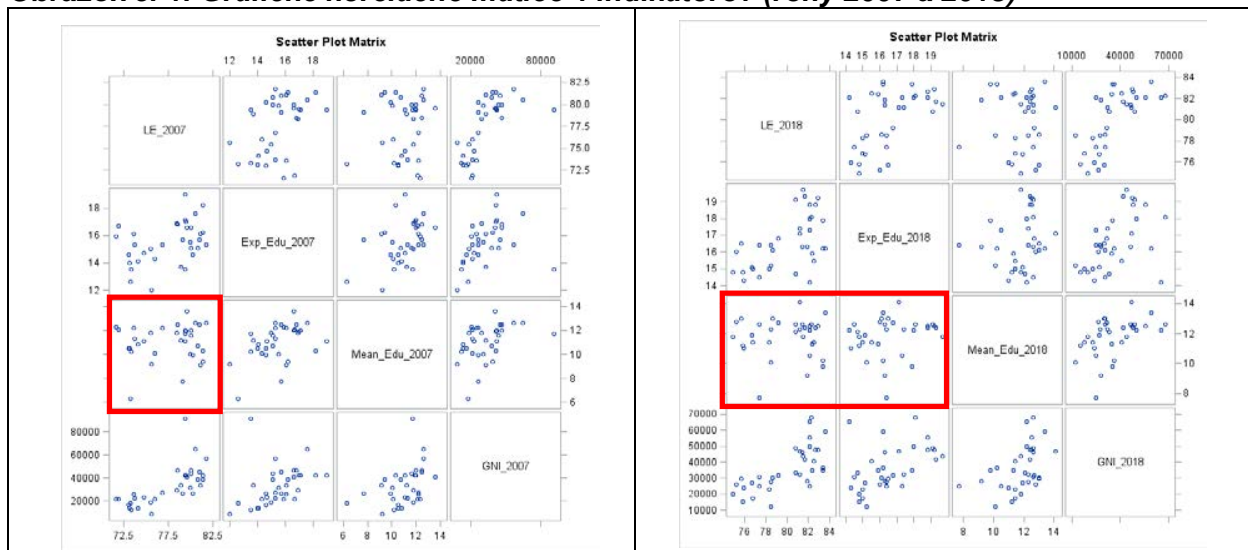 matice 4 (roky 2007 a 2018)
Scatter Plot Matrix
12 14 16 18
20000 80000
LE_2007
82.5
80.0
77.5
75.0
72.5
18
16
14
12
Exp_Edu_2007
Mean_Edu_2007
14
12
10
8
6
80000
60000
40000
20000
GNI_2007
72.5 77.5 82.5
6 8 10 12 14
Scatter Plot Matrix
14 15 16 17 18 19
10000 40000 70000
LE_2018
84
82
80
78
76
19
18
17
16
15
14
Exp_Edu_2018
Mean_Edu_2018
14
12
10
8
70000
60000
50000
40000
30000
20000
10000
GNI_2018
76 78 80 82 84
8 10 12 14